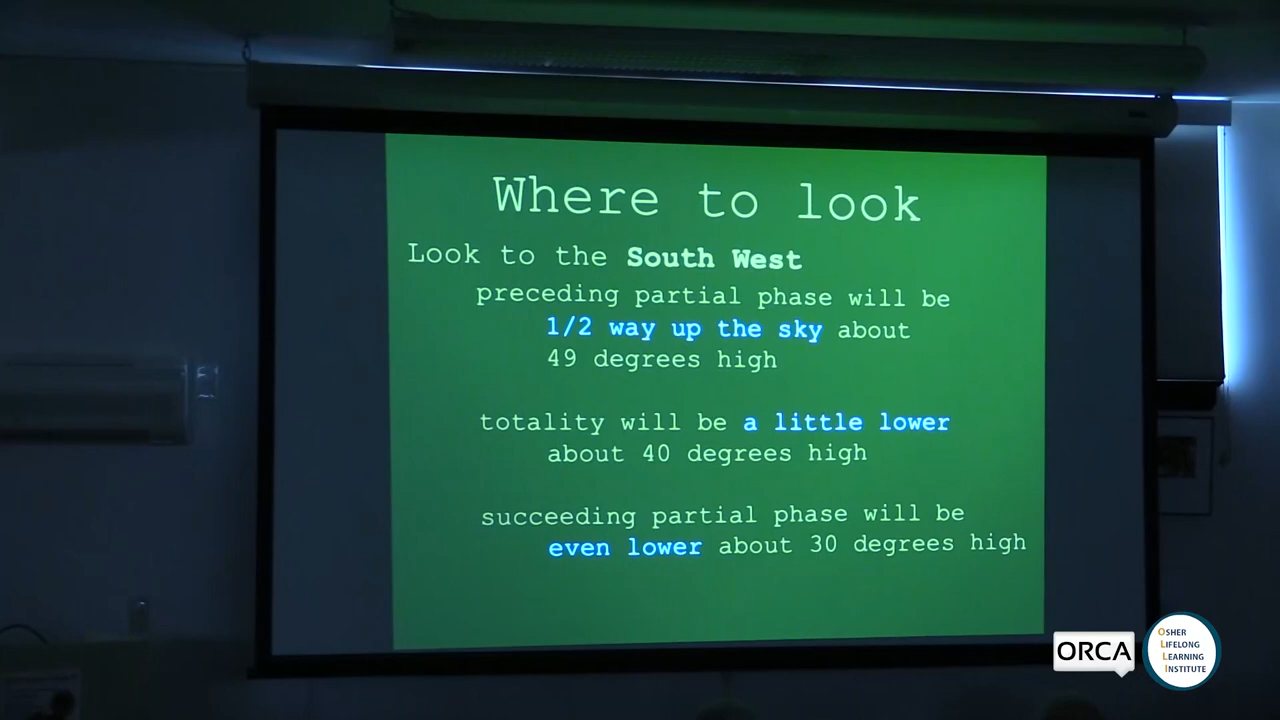 Where to look
Look to the South West
preceding partial phase will be
1/2 way up the sky about
49 degrees high
totality will be a little lower
about 40 degrees high
succeeding partial phase will be
even lower about 30 degrees high
ORCA
OSHER
LIFELONG
LEARNING
INSTITUTE